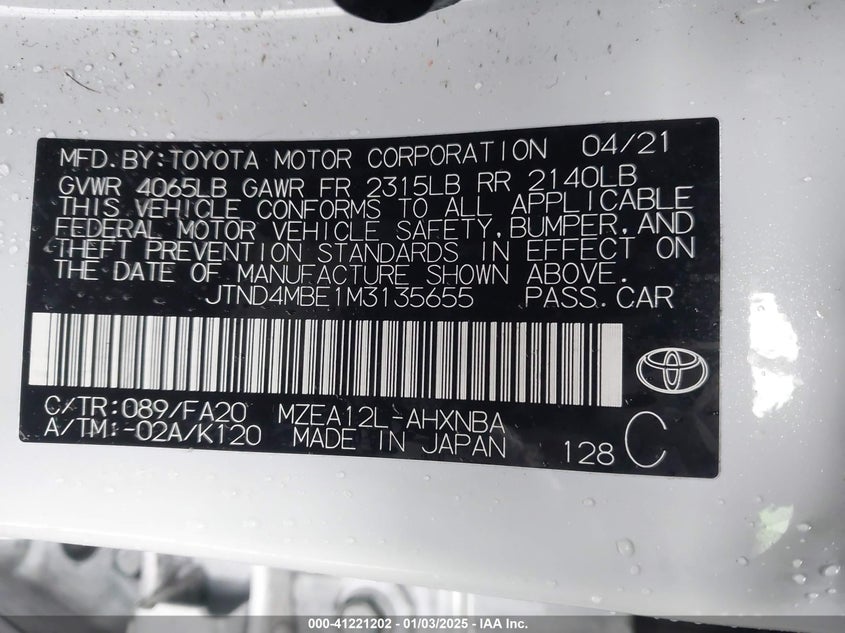 MFD. BY: TOYOTA MOTOR CORPORATION 04/21
GVWR 4065LB GAWR FR 2315LB RR 2140LB
THIS VEHICLE CONFORMS TO ALL APPLICABLE
FEDERAL MOTOR VEHICLE SAFETY, BUMPER, AND
THEFT PREVENTION STANDARDS IN EFFECT ON
THE DATE OF MANUFACTURE SHOWN ABOVE.
JTND4MBE1M3135655 PASS. CAR
C/TR: 089/FA20 MZEA12L-AHXNBA
A/TM: -02A/K120 MADE IN JAPAN 128 C
000-41221202 - 01/03/2025 - IAA Inc.